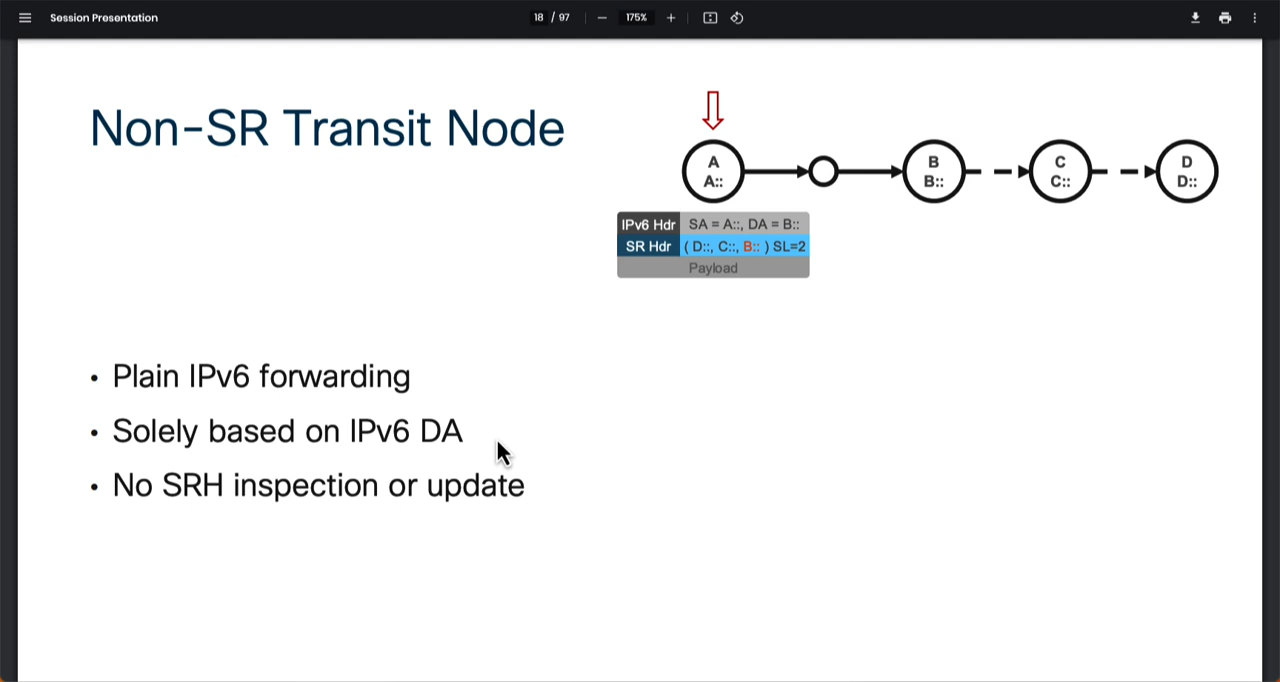 Session Presentation
18 / 97
175%
Non-SR Transit Node
A
A::
B
B::
C
C::
D
D::
IPv6 Hdr SA = A::, DA = B::
SR Hdr ( D::, C::, B:: ) SL=2
Payload
• Plain IPv6 forwarding
• Solely based on IPv6 DA
• No SRH inspection or update